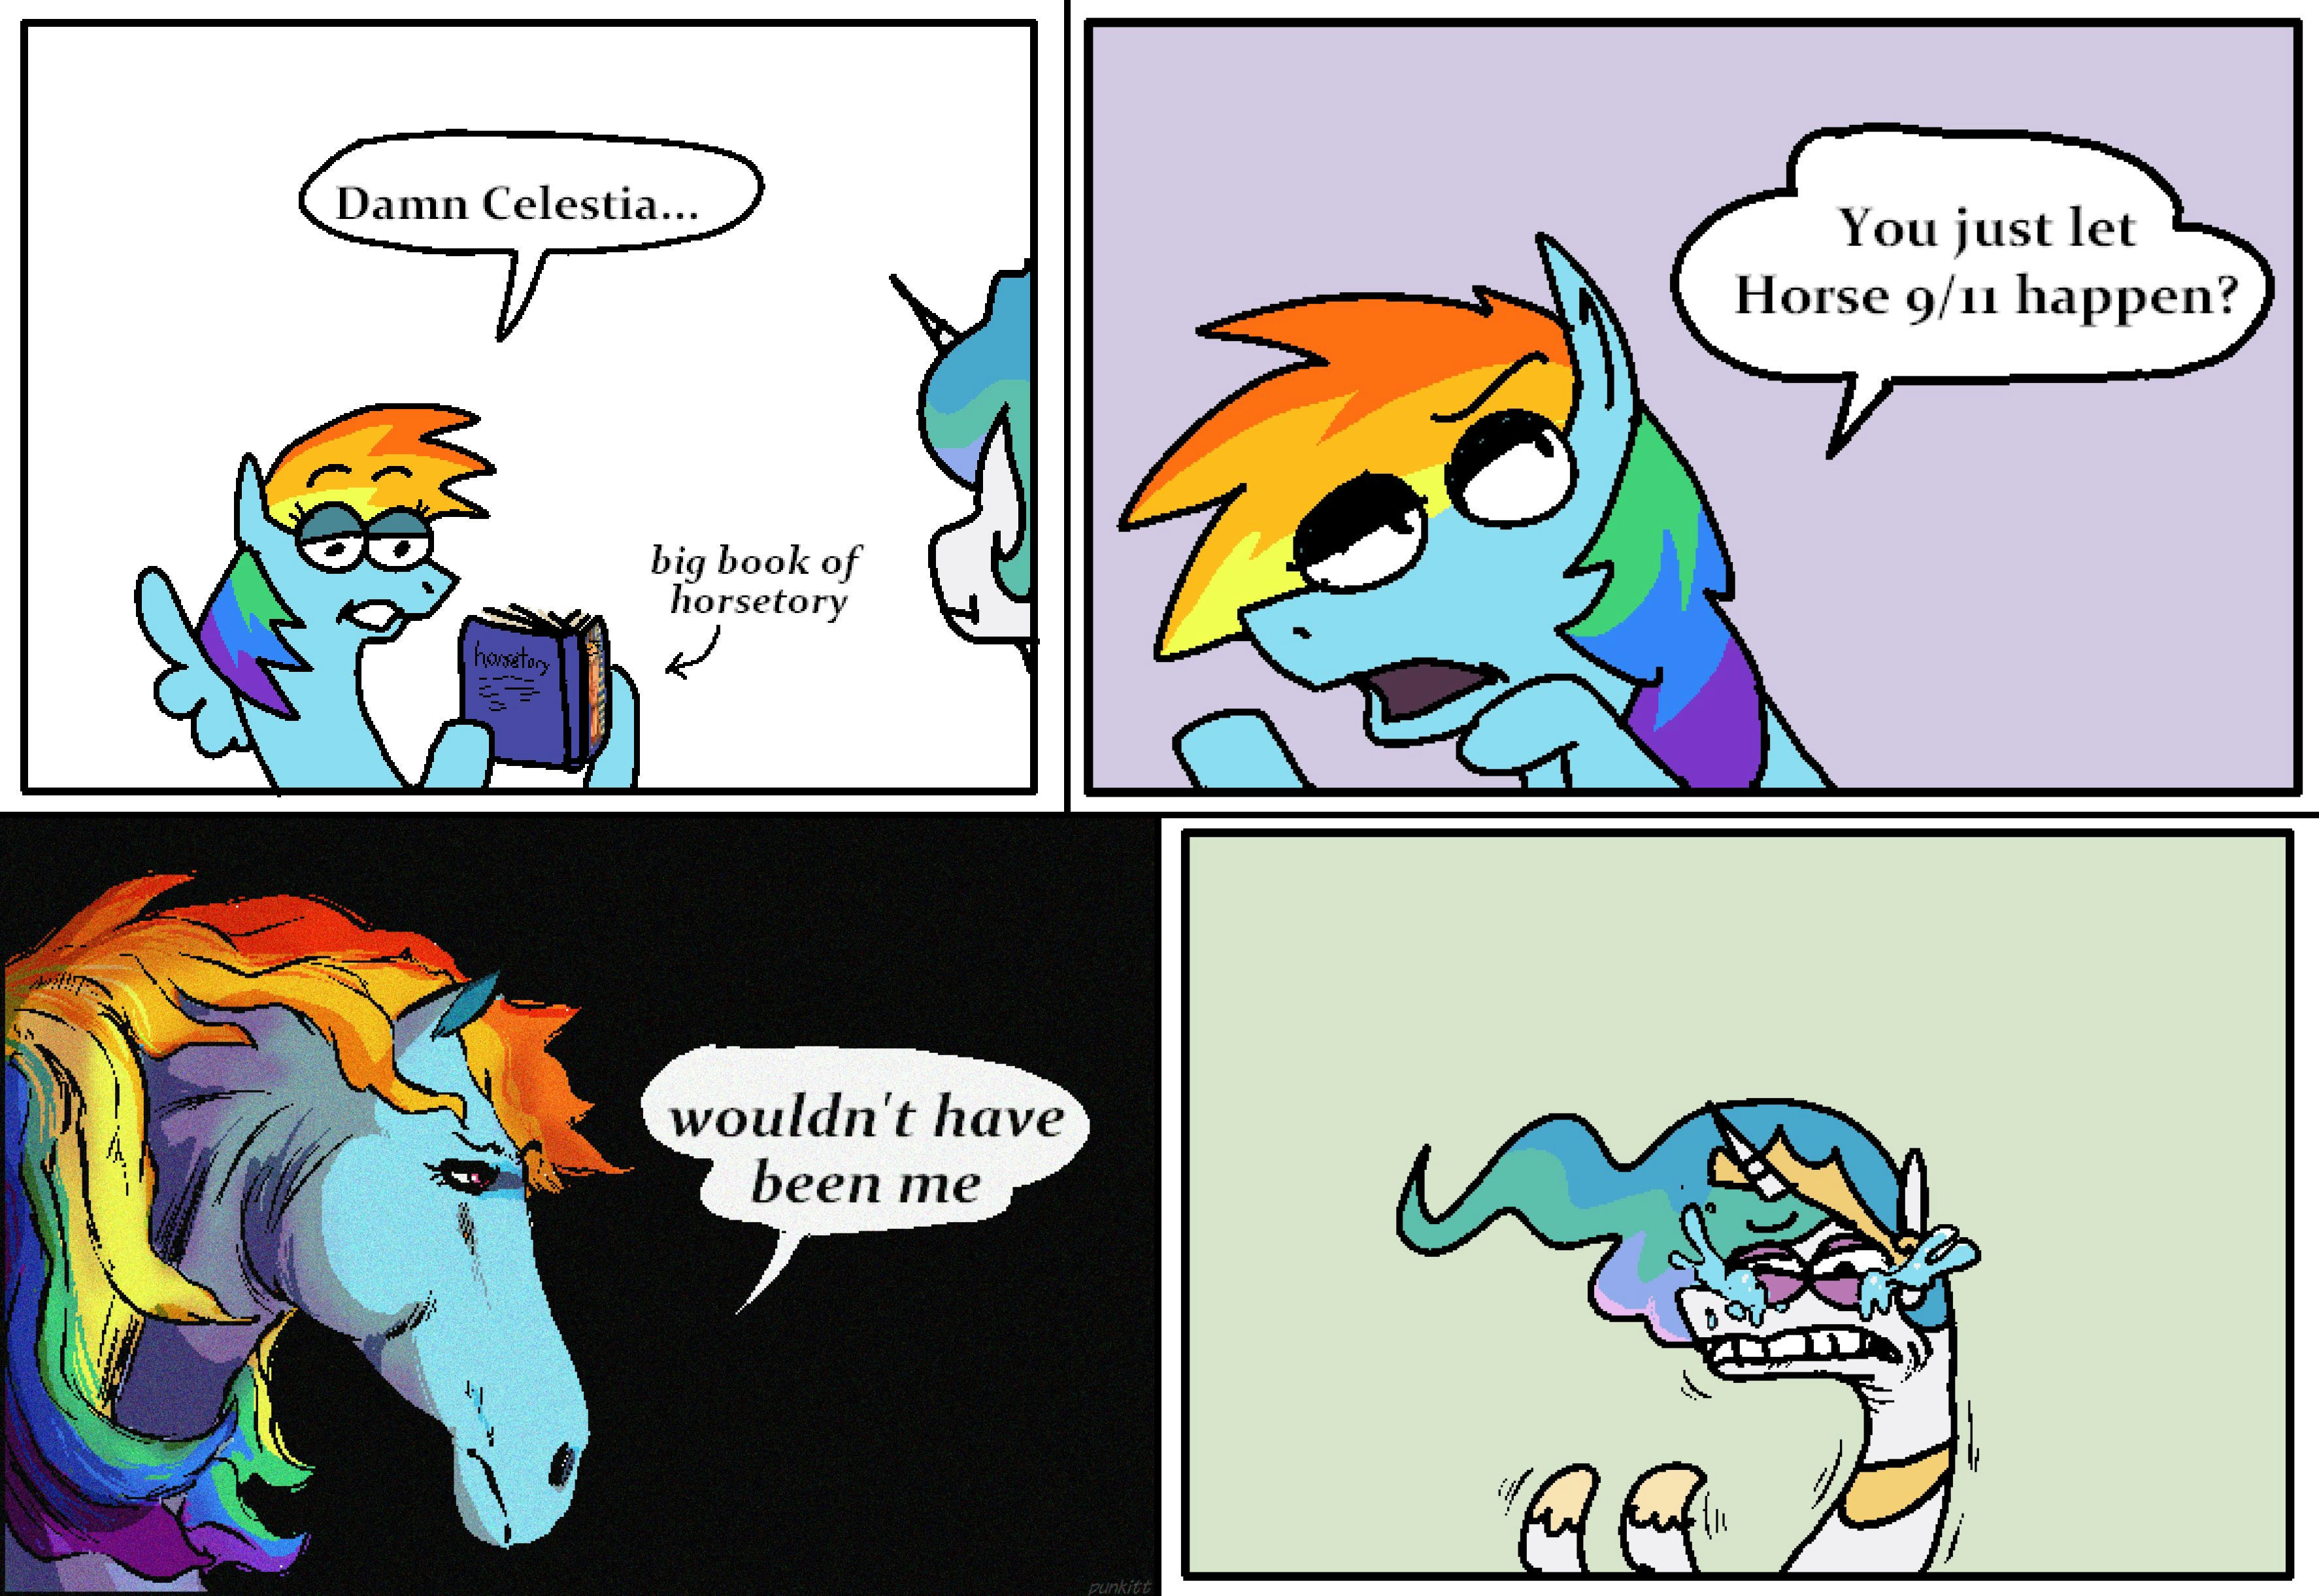 Damn Celestia...
big book of
horsetory
horsetory
You just let
Horse 9/11 happen?
wouldn't have
been me
punkitt